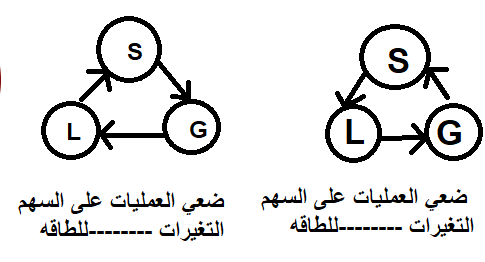 S
L
G
ضعي العمليات على السهم
التغيرات --------للطاقه
S
L
G
ضعي العمليات على السهم
التغيرات --------للطاقه